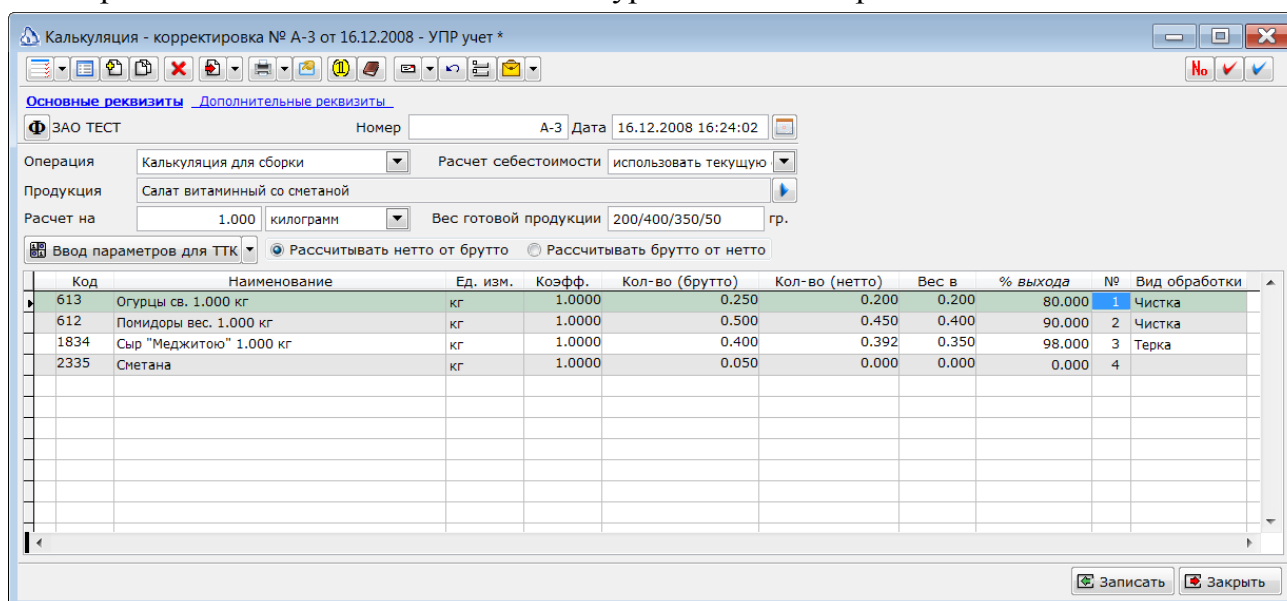 Калькуляция - корректировка № А-3 от 16.12.2008 - УПР учет *
No
Основные реквизиты Дополнительные реквизиты
Ф ЗАО ТЕСТ Номер А-3 Дата 16.12.2008 16:24:02
Операция Калькуляция для сборки Расчет себестоимости использовать текущую
Продукция Салат витаминный со сметаной
Расчет на 1.000 килограмм Вес готовой продукции 200/400/350/50 гр.
Ввод параметров для ТТК Рассчитывать нетто от брутто Рассчитывать брутто от нетто
Код Наименование Ед. изм. Коэфф. Кол-во (брутто) Кол-во (нетто) Вес в % выхода № Вид обработки
613 Огурцы св. 1.000 кг кг 1.0000 0.250 0.200 0.200 80.000 1 Чистка
612 Помидоры вес. 1.000 кг кг 1.0000 0.500 0.450 0.400 90.000 2 Чистка
1834 Сыр "Меджитою" 1.000 кг кг 1.0000 0.400 0.392 0.350 98.000 3 Терка
2335 Сметана кг 1.0000 0.050 0.000 0.000 0.000 4
Записать Закрыть